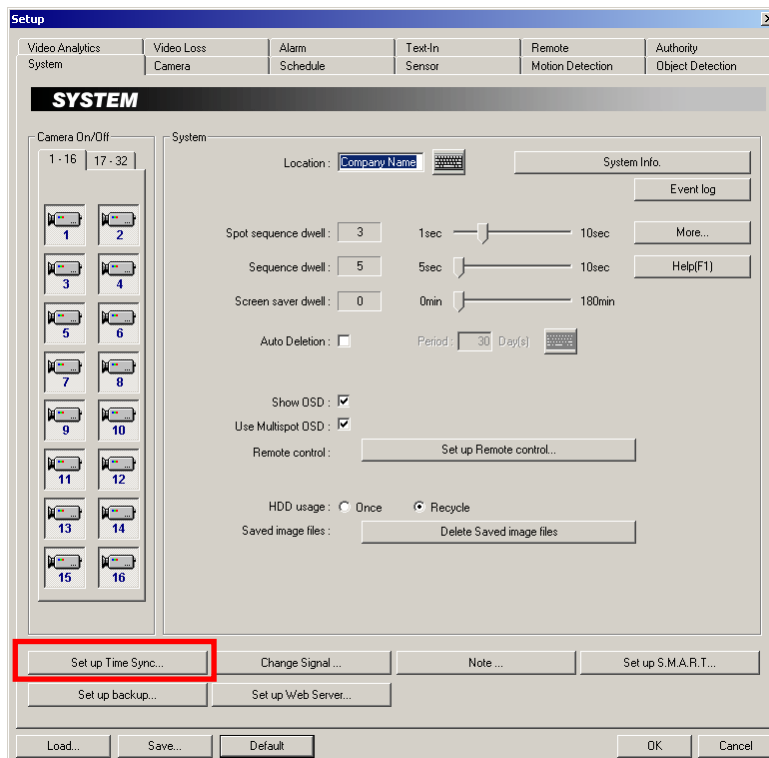 Setup
Video Analytics Video Loss Alarm Text-In Remote Authority
System Camera Schedule Sensor Motion Detection Object Detection
SYSTEM
Camera On/Off
1 - 16 17 - 32
1 2
3 4
5 6
7 8
9 10
11 12
13 14
15 16
System
Location : Company Name System Info.
Event log
Spot sequence dwell : 3 1sec 10sec More...
Sequence dwell : 5 5sec 10sec Help(F1)
Screen saver dwell : 0 0min 180min
Auto Deletion : Period : 30 Day(s)
Show OSD :
Use Multispot OSD :
Remote control : Set up Remote control...
HDD usage : Once Recycle
Saved image files : Delete Saved image files
Set up Time Sync... Change Signal ... Note ... Set up S.M.A.R.T...
Set up backup... Set up Web Server...
Load... Save... Default OK Cancel